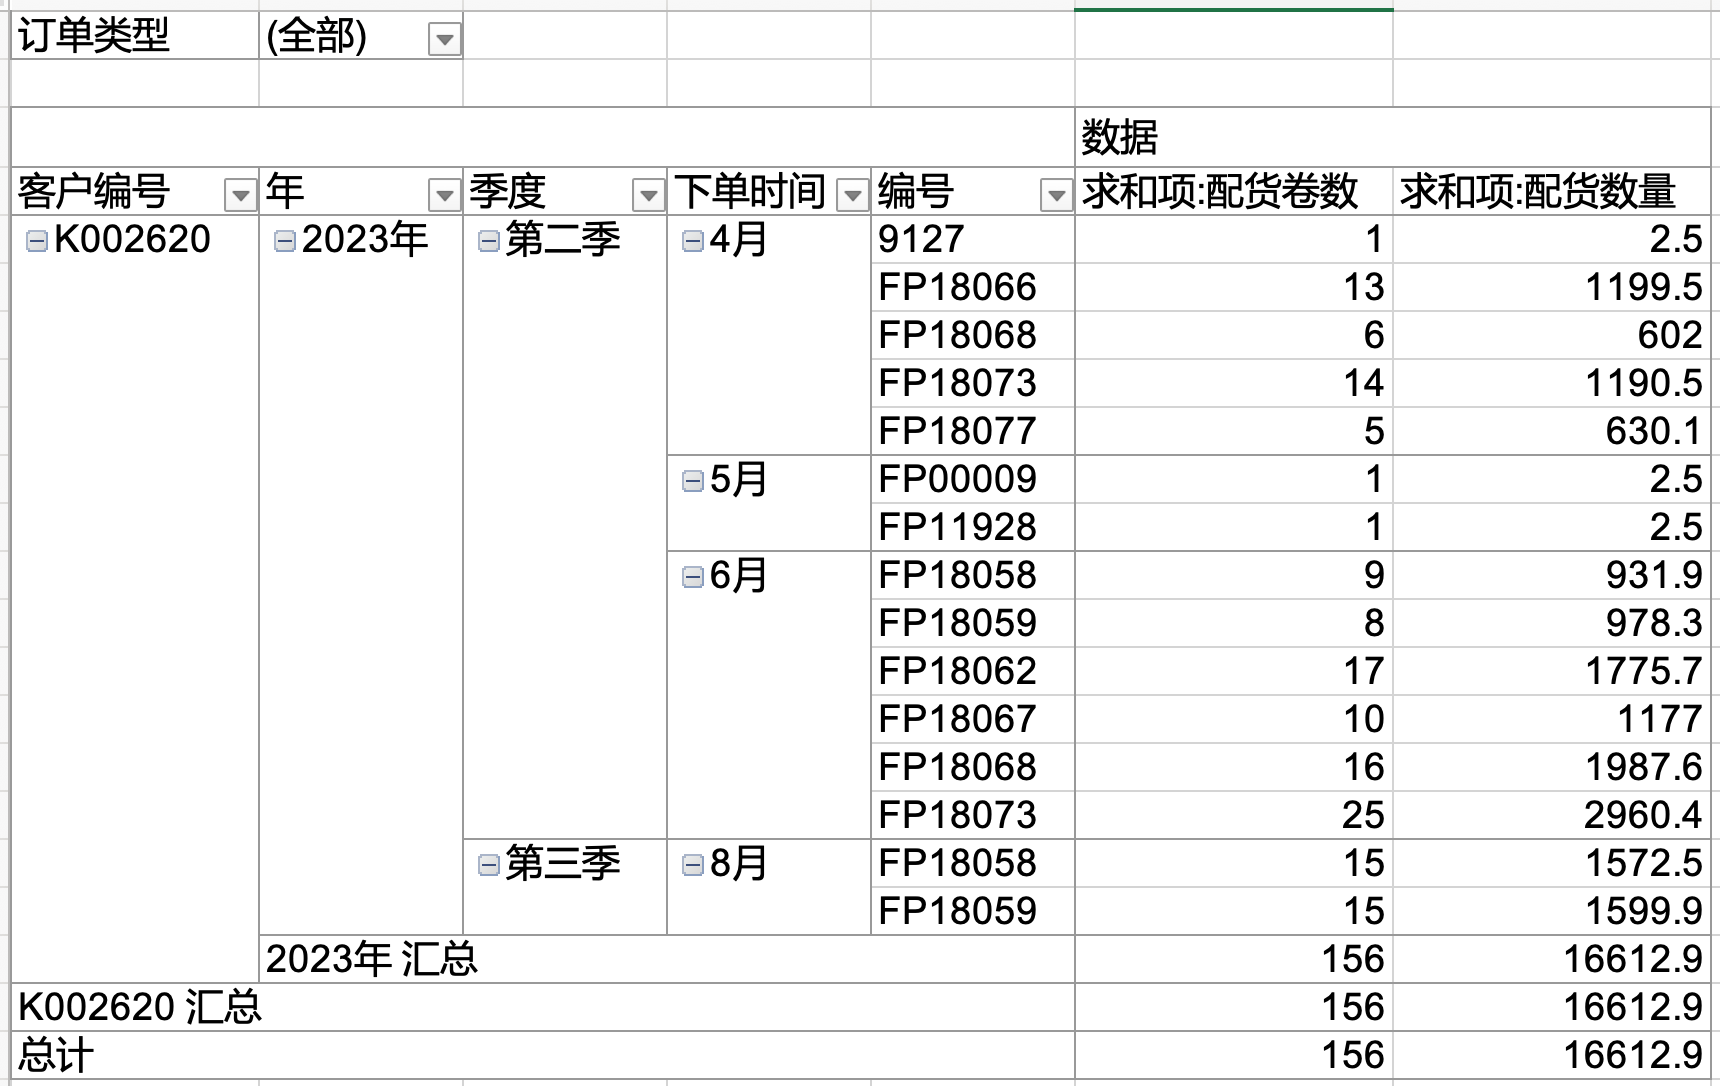 订单类型 (全部)
数据
客户编号 年 季度 下单时间 编号 求和项:配货卷数 求和项:配货数量
K002620 2023年 第二季 4月 9127 1 2.5
FP18066 13 1199.5
FP18068 6 602
FP18073 14 1190.5
FP18077 5 630.1
5月 FP00009 1 2.5
FP11928 1 2.5
6月 FP18058 9 931.9
FP18059 8 978.3
FP18062 17 1775.7
FP18067 10 1177
FP18068 16 1987.6
FP18073 25 2960.4
第三季 8月 FP18058 15 1572.5
FP18059 15 1599.9
2023年 汇总 156 16612.9
K002620 汇总 156 16612.9
总计 156 16612.9